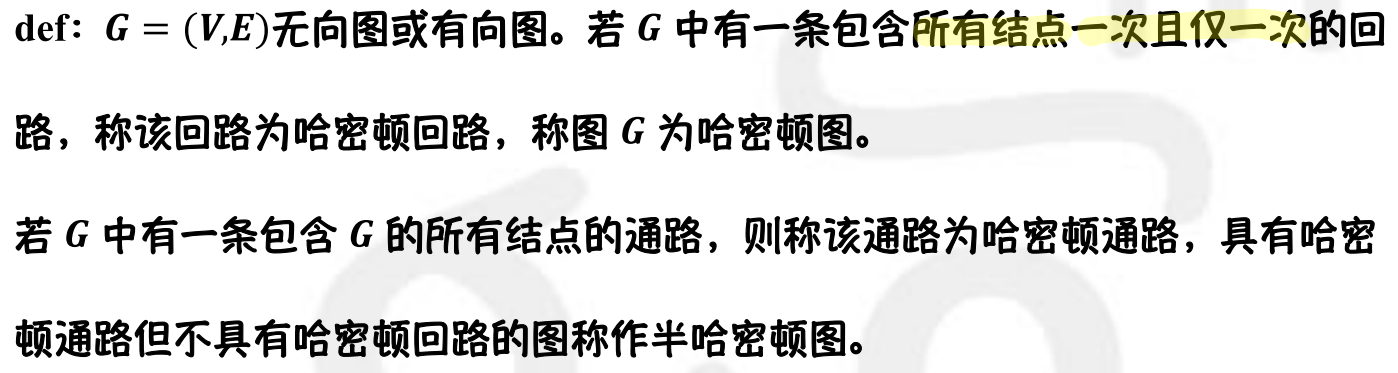 def：G = (V,E)无向图或有向图。若 G 中有一条包含所有结点一次且仅一次的回
路，称该回路为哈密顿回路，称图 G 为哈密顿图。
若 G 中有一条包含 G 的所有结点的通路，则称该通路为哈密顿通路，具有哈密
顿通路但不具有哈密顿回路的图称作半哈密顿图。